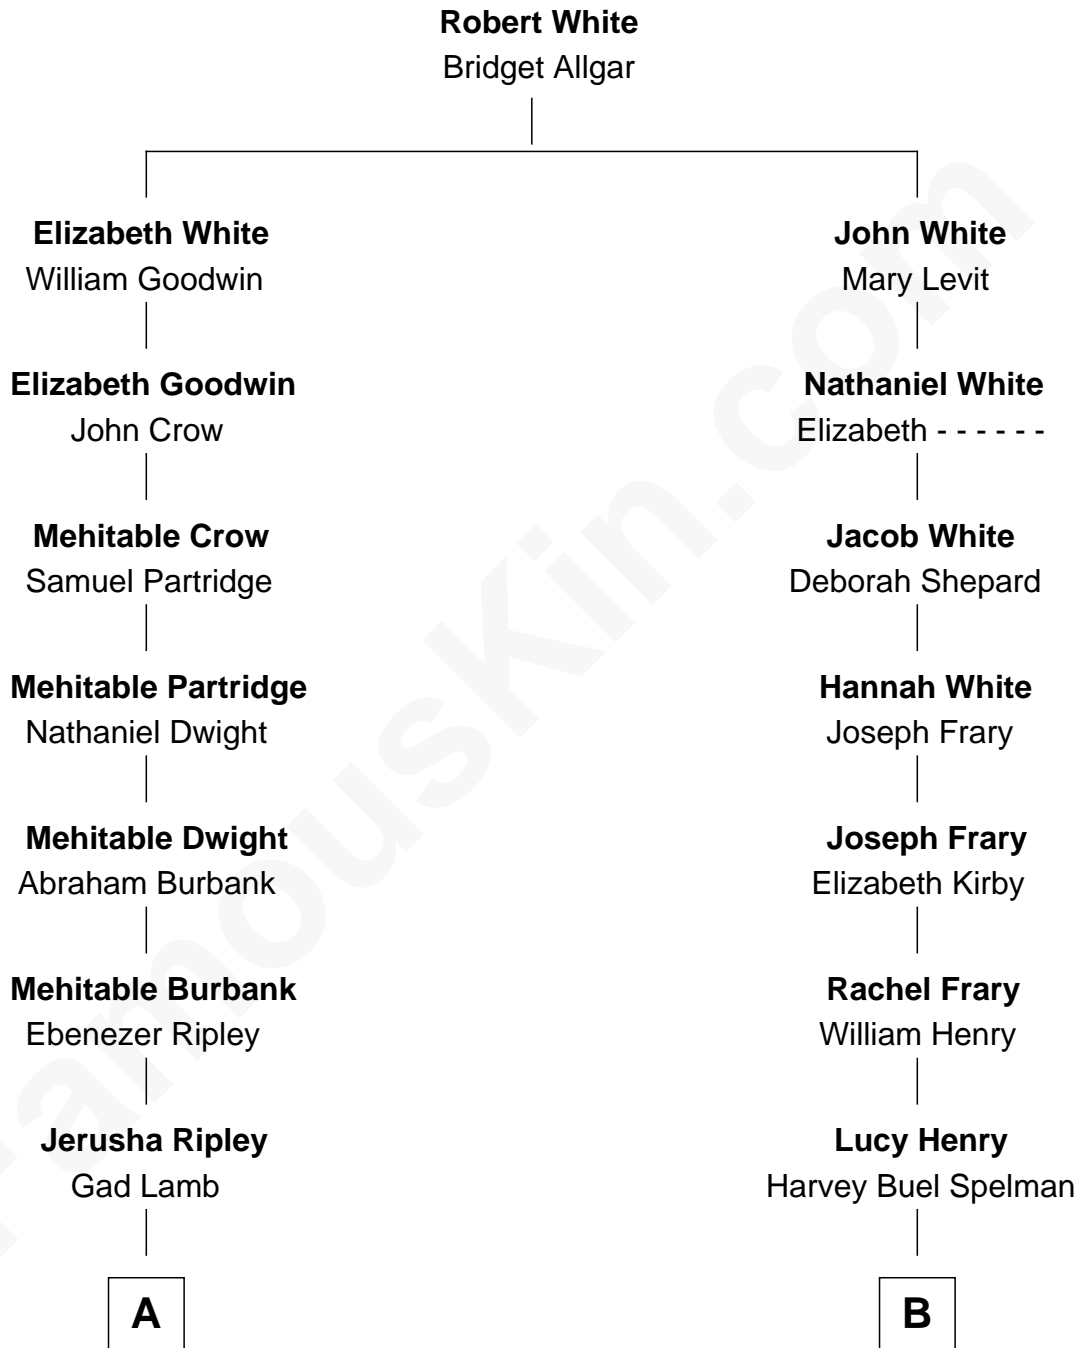 Robert White
Bridget Allgar
Elizabeth White
William Goodwin
John White
Mary Levit
Elizabeth Goodwin
John Crow
Nathaniel White
Elizabeth - - - - - -
Mehitable Crow
Samuel Partridge
Jacob White
Deborah Shepard
Mehitable Partridge
Nathaniel Dwight
Hannah White
Joseph Frary
Mehitable Dwight
Abraham Burbank
Joseph Frary
Elizabeth Kirby
Mehitable Burbank
Ebenezer Ripley
Rachel Frary
William Henry
Jerusha Ripley
Gad Lamb
Lucy Henry
Harvey Buel Spelman
A
B
FamousKin.com